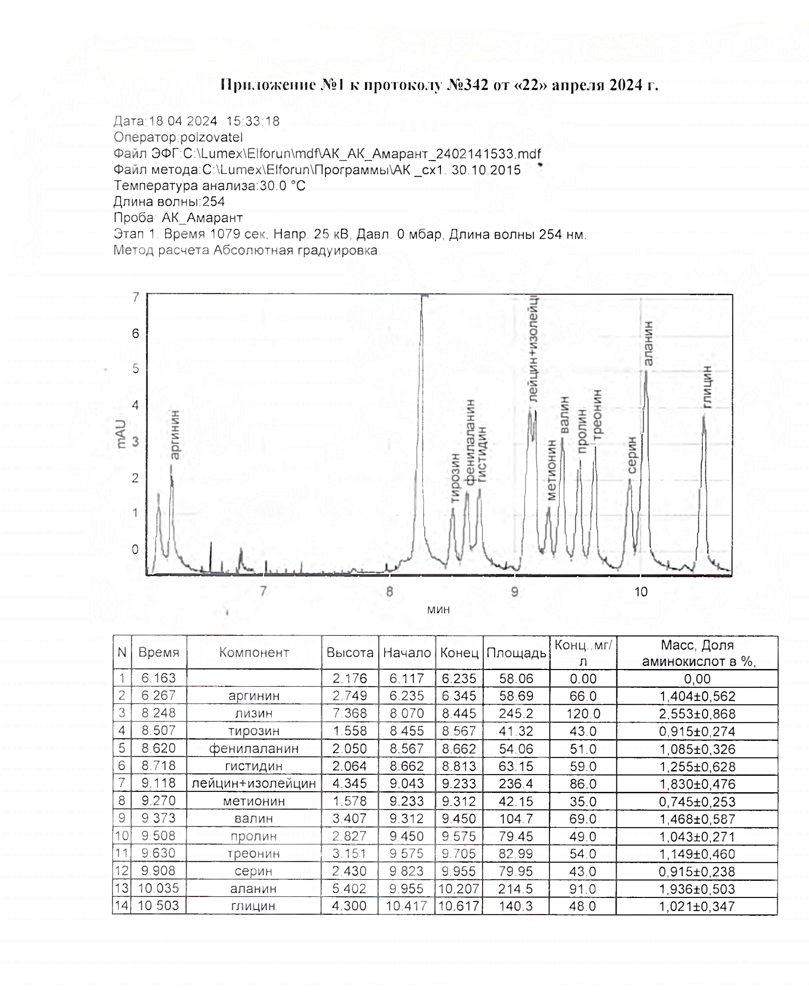 Приложение №1 к протоколу №342 от «22» апреля 2024 г.
Дата:18 04 2024 15:33:18
Оператор:polzovatel
Файл ЭФГ:C:\Lumex\Elforun\mdf\АК_АК_Амарант_2402141533.mdf
Файл метода:C:\Lumex\Elforun\Программы\АК _сх1. 30.10.2015
Температура анализа:30.0 °C
Длина волны:254
Проба: АК_Амарант
Этап 1. Время 1079 сек, Напр. 25 кВ, Давл. 0 мбар, Длина волны 254 нм.
Метод расчета Абсолютная градуировка.
7
6
5
4
3
2
1
0
mAU
аргинин
тирозин
фенилаланин
гистидин
лейцин+изолейци
метионин
валин
пролин
треонин
серин
аланин
глицин
7 8 9 10
мин
N Время Компонент Высота Начало Конец Площадь Конц.,мг/л Масс, Доля аминокислот в %,
1 6.163 2.176 6.117 6.235 58.06 0.00 0,00
2 6.267 аргинин 2.749 6.235 6.345 58.69 66.0 1,404±0,562
3 8.248 лизин 7.368 8.070 8.445 245.2 120.0 2,553±0,868
4 8.507 тирозин 1.558 8 455 8.567 41.32 43.0 0,915±0,274
5 8.620 фенилаланин 2.050 8.567 8.662 54.06 51.0 1,085±0,326
6 8.718 гистидин 2.064 8.662 8.813 63.15 59.0 1,255±0,628
7 9.118 лейцин+изолейцин 4.345 9.043 9.233 236.4 86.0 1,830±0,476
8 9.270 метионин 1.578 9.233 9.312 42.15 35.0 0,745±0,253
9 9.373 валин 3.407 9.312 9.450 104.7 69.0 1,468±0,587
10 9.508 пролин 2.827 9.450 9.575 79.45 49.0 1,043±0,271
11 9.630 треонин 3.151 9 575 9.705 82.99 54.0 1,149±0,460
12 9.908 серин 2.430 9.823 9.955 79.95 43.0 0,915±0,238
13 10.035 аланин 5.402 9.955 10.207 214.5 91.0 1,936±0,503
14 10 503 глицин 4.300 10.417 10.617 140.3 48.0 1,021±0,347